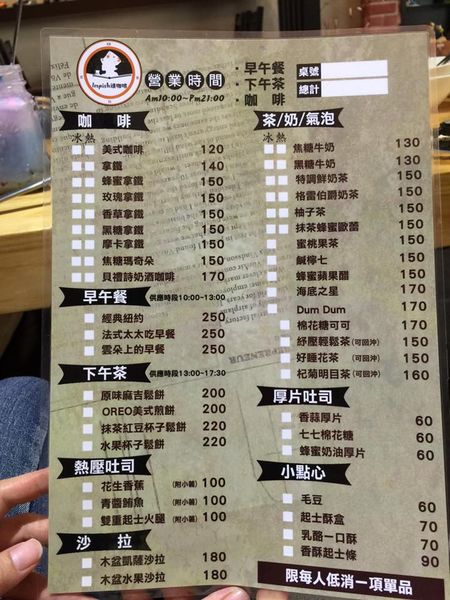 Inpieh達咖啡
營業時間
Am10:00~Pm21:00
·早午餐
·下午茶
·咖 啡
桌號
總計
咖 啡
冰 熱
美式咖啡 120
拿鐵 140
蜂蜜拿鐵 150
玫瑰拿鐵 150
香草拿鐵 150
黑糖拿鐵 150
摩卡拿鐵 150
焦糖瑪奇朵 150
貝禮詩奶酒咖啡 170
早午餐 供應時段10:00~13:00
經典紐約 250
法式太太吃早餐 250
雲朵上的早餐 250
下午茶 供應時段13:00~17:30
原味麻吉鬆餅 200
OREO美式煎餅 200
抹茶紅豆杯子鬆餅 220
水果杯子鬆餅 220
熱壓吐司
花生香蕉 (附小薯) 100
青醬鮪魚 (附小薯) 100
雙重起士火腿 (附小薯) 100
沙 拉
木盆凱薩沙拉 180
木盆水果沙拉 180
茶/奶/氣泡
冰 熱
焦糖牛奶 130
黑糖牛奶 130
特調鮮奶茶 150
格雷伯爵奶茶 150
柚子茶 150
抹茶蜂蜜歐蕾 150
蜜桃果茶 150
鹹檸七 150
蜂蜜蘋果醋 150
海底之星 170
Dum Dum 170
棉花糖可可 170
紓壓輕鬆茶(可回沖) 150
好睡花茶 (可回沖) 150
杞菊明目茶(可回沖) 160
厚片吐司
香蒜厚片 60
七七棉花糖 60
蜂蜜奶油厚片 60
小點心
毛豆 60
起士酥盒 70
乳酪一口酥 70
香酥起士條 90
限每人低消一項單品